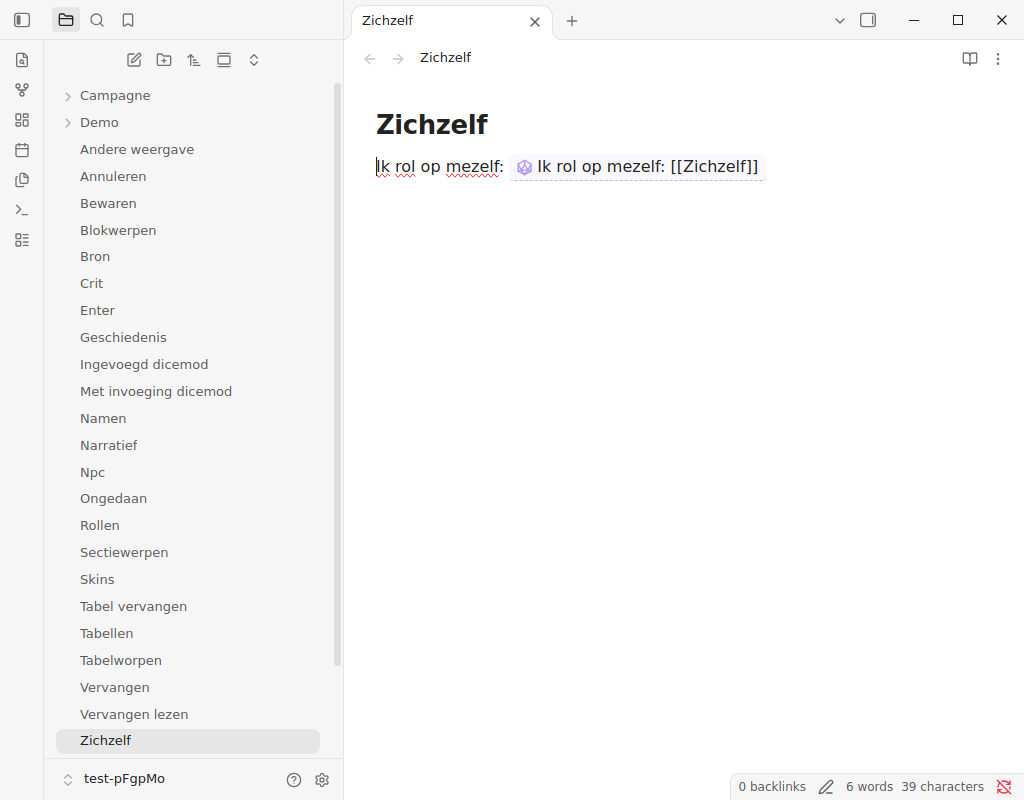 Zichzelf
Zichzelf
Campagne
Demo
Andere weergave
Annuleren
Bewaren
Blokwerpen
Bron
Crit
Enter
Geschiedenis
Ingevoegd dicemod
Met invoeging dicemod
Namen
Narratief
Npc
Ongedaan
Rollen
Sectiewerpen
Skins
Tabel vervangen
Tabellen
Tabelworpen
Vervangen
Vervangen lezen
Zichzelf
test-pFgpMo
Zichzelf
Ik rol op mezelf: Ik rol op mezelf: [[Zichzelf]]
0 backlinks 6 words 39 characters